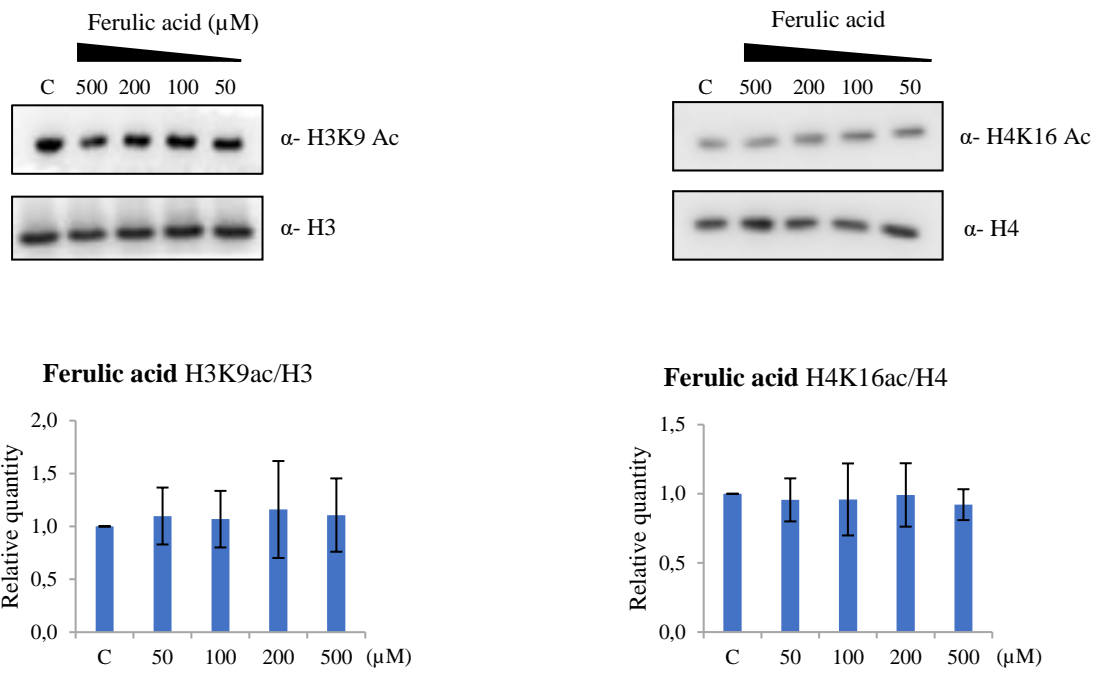 Ferulic acid (µM)
C 500 200 100 50
α- H3K9 Ac
α- H3
Ferulic acid
C 500 200 100 50
α- H4K16 Ac
α- H4
Ferulic acid H3K9ac/H3
Relative quantity
2,0
1,5
1,0
0,5
0,0
C 50 100 200 500 (µM)
Ferulic acid H4K16ac/H4
Relative quantity
1,5
1,0
0,5
0,0
C 50 100 200 500 (µM)